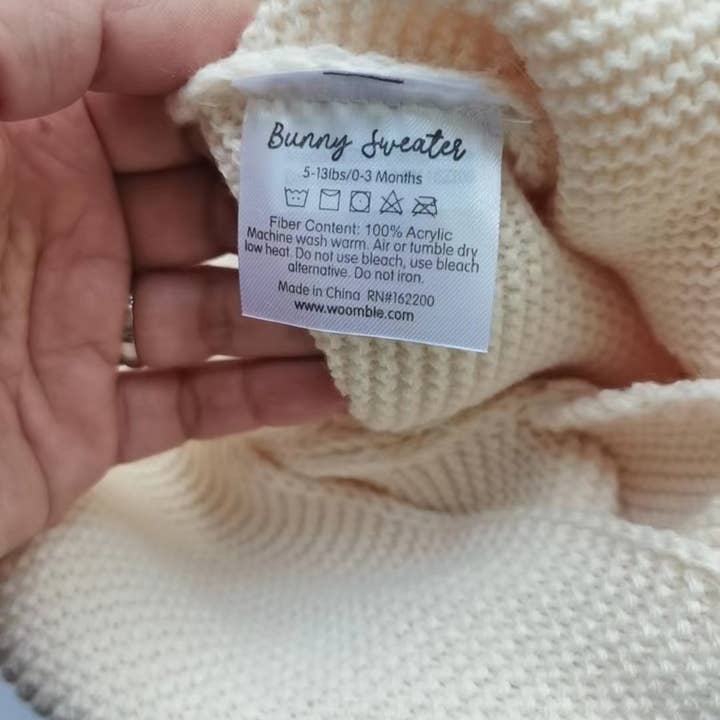 Bunny Sweater
5-13lbs/0-3 Months
Fiber Content: 100% Acrylic
Machine wash warm. Air or tumble dry
low heat. Do not use bleach, use bleach
alternative. Do not iron.
Made in China RN#162200
www.woomble.com